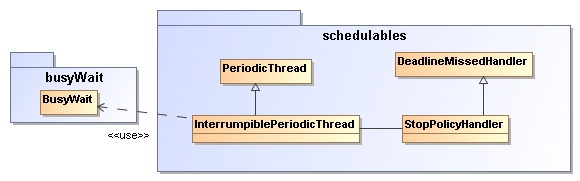 schedulables
PeriodicThread
DeadlineMissedHandler
busyWait
BusyWait
<<use>>
InterrumpiblePeriodicThread
StopPolicyHandler